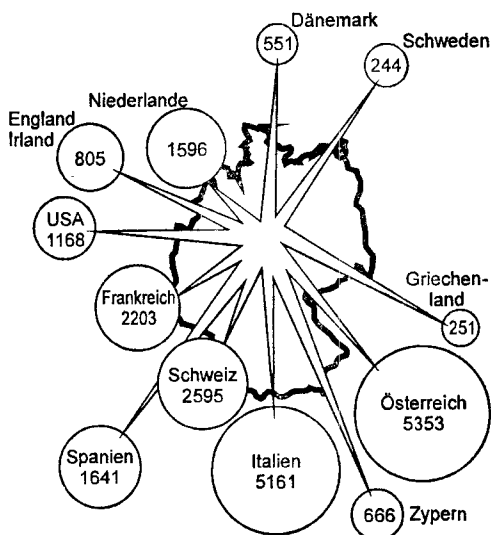 Dänemark
551
Schweden
244
Niederlande
1596
England
Irland
805
USA
1168
Griechen-
land
251
Frankreich
2203
Schweiz
2595
Österreich
5353
Spanien
1641
Italien
5161
666 Zypern